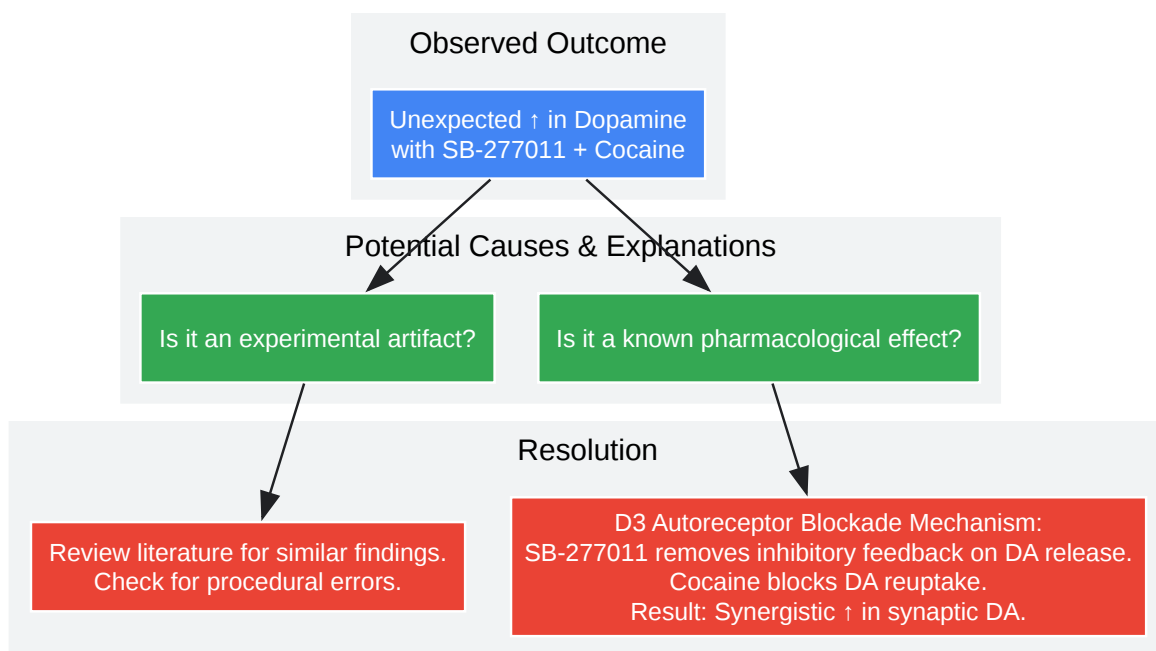 Observed Outcome
Unexpected ↑ in Dopamine
with SB-277011 + Cocaine
Potential Causes & Explanations
Is it an experimental artifact?
Is it a known pharmacological effect?
Resolution
Review literature for similar findings.
Check for procedural errors.
D3 Autoreceptor Blockade Mechanism:
SB-277011 removes inhibitory feedback on DA release.
Cocaine blocks DA reuptake.
Result: Synergistic ↑ in synaptic DA.